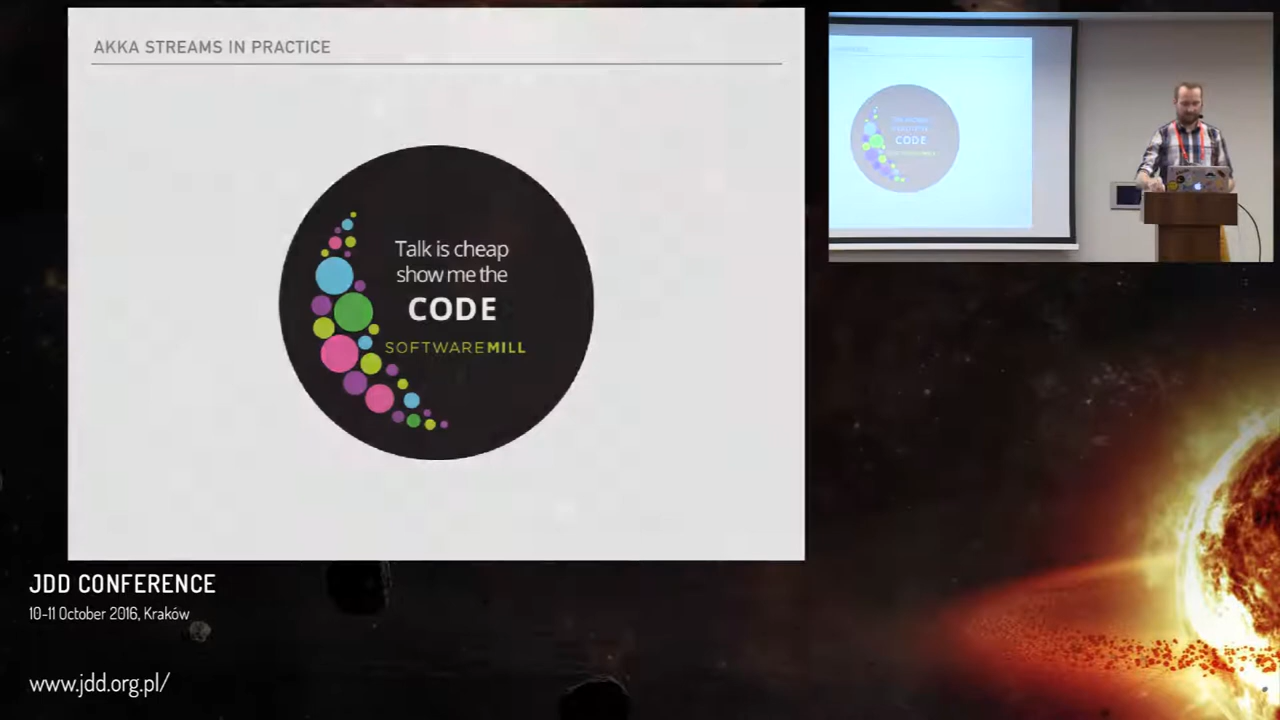 AKKA STREAMS IN PRACTICE
Talk is cheap
show me the
CODE
SOFTWAREMILL
CODE
JDD CONFERENCE
10-11 October 2016, Kraków
www.jdd.org.pl/